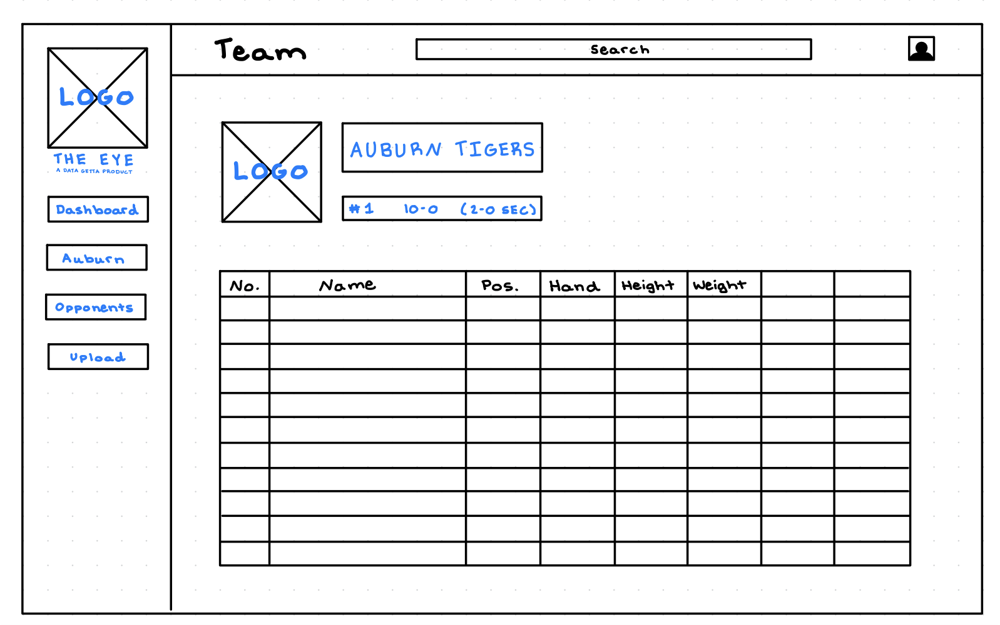 LOGO
THE EYE
A DATA GETTA PRODUCT
Dashboard
Auburn
Opponents
Upload
Team
Search
LOGO
AUBURN TIGERS
#1 10-0 (2-0 SEC)
No. Name Pos. Hand Height Weight